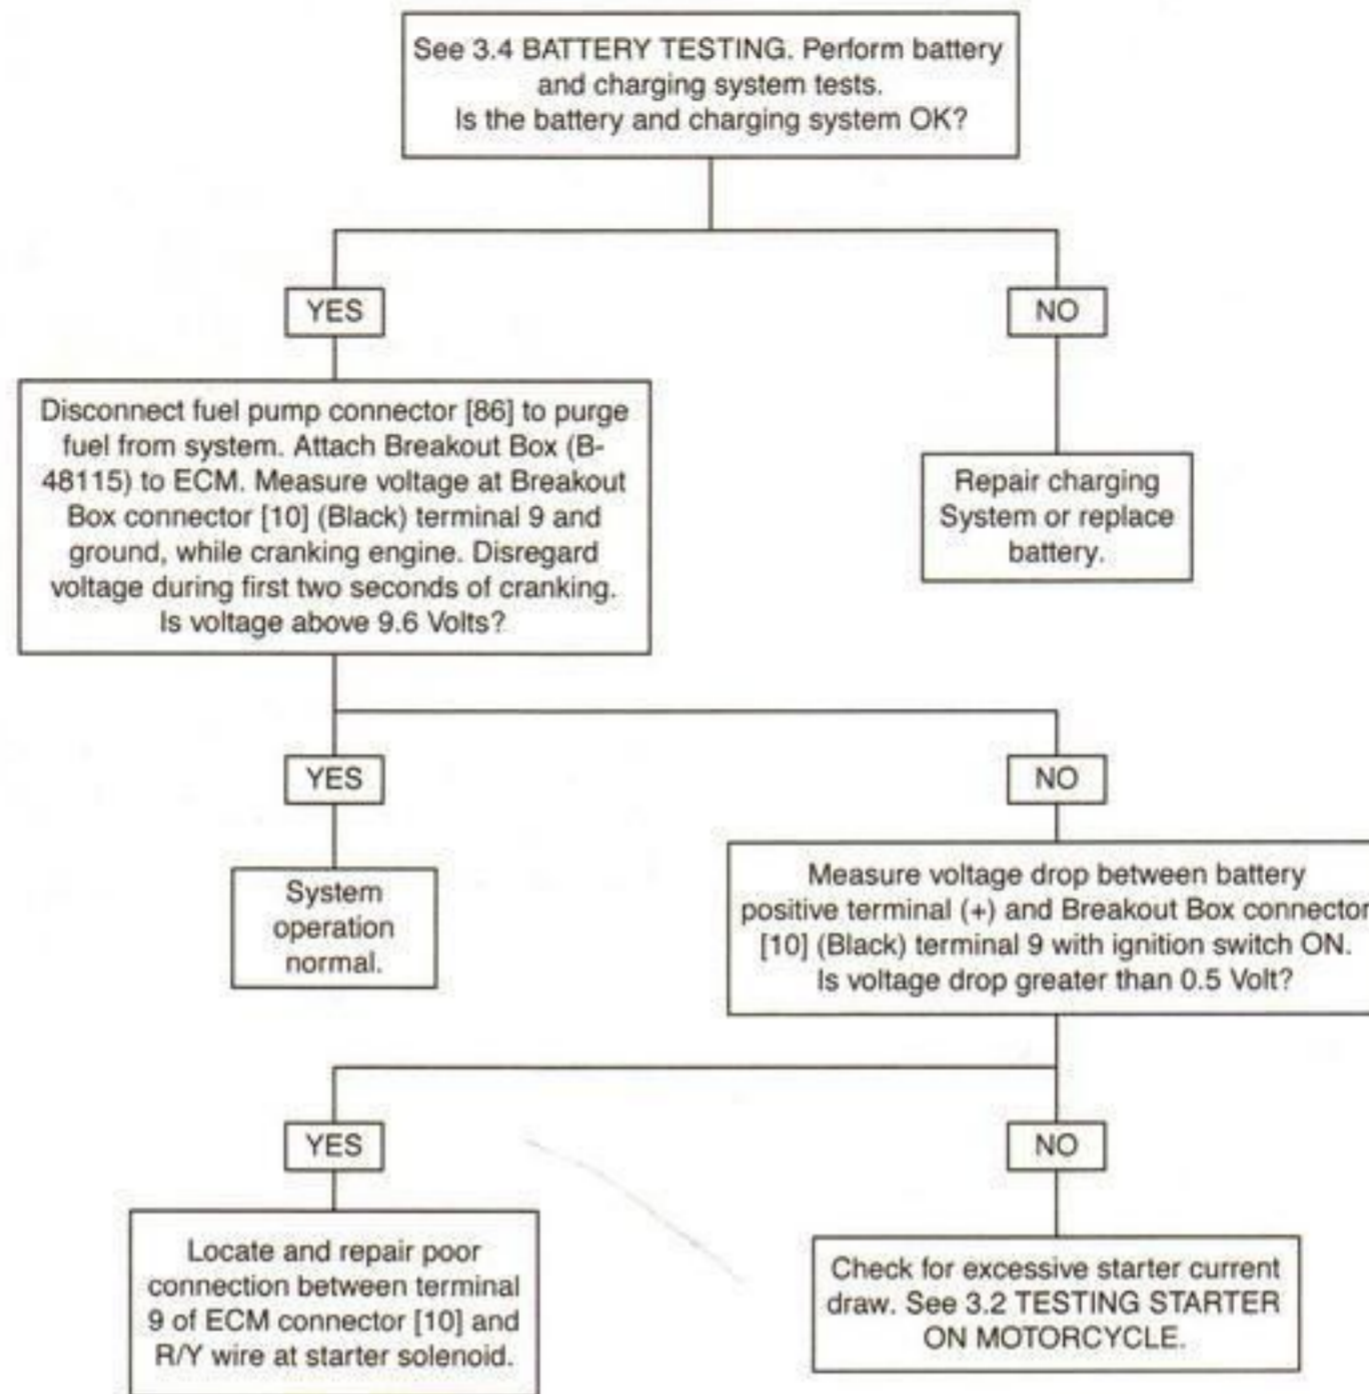 See 3.4 BATTERY TESTING. Perform battery
and charging system tests.
Is the battery and charging system OK?
YES
NO
Disconnect fuel pump connector [86] to purge
fuel from system. Attach Breakout Box (B-
48115) to ECM. Measure voltage at Breakout
Box connector [10] (Black) terminal 9 and
ground, while cranking engine. Disregard
voltage during first two seconds of cranking.
Is voltage above 9.6 Volts?
Repair charging
System or replace
battery.
YES
NO
System
operation
normal.
Measure voltage drop between battery
positive terminal (+) and Breakout Box connector
[10] (Black) terminal 9 with ignition switch ON.
Is voltage drop greater than 0.5 Volt?
YES
NO
Locate and repair poor
connection between terminal
9 of ECM connector [10] and
R/Y wire at starter solenoid.
Check for excessive starter current
draw. See 3.2 TESTING STARTER
ON MOTORCYCLE.